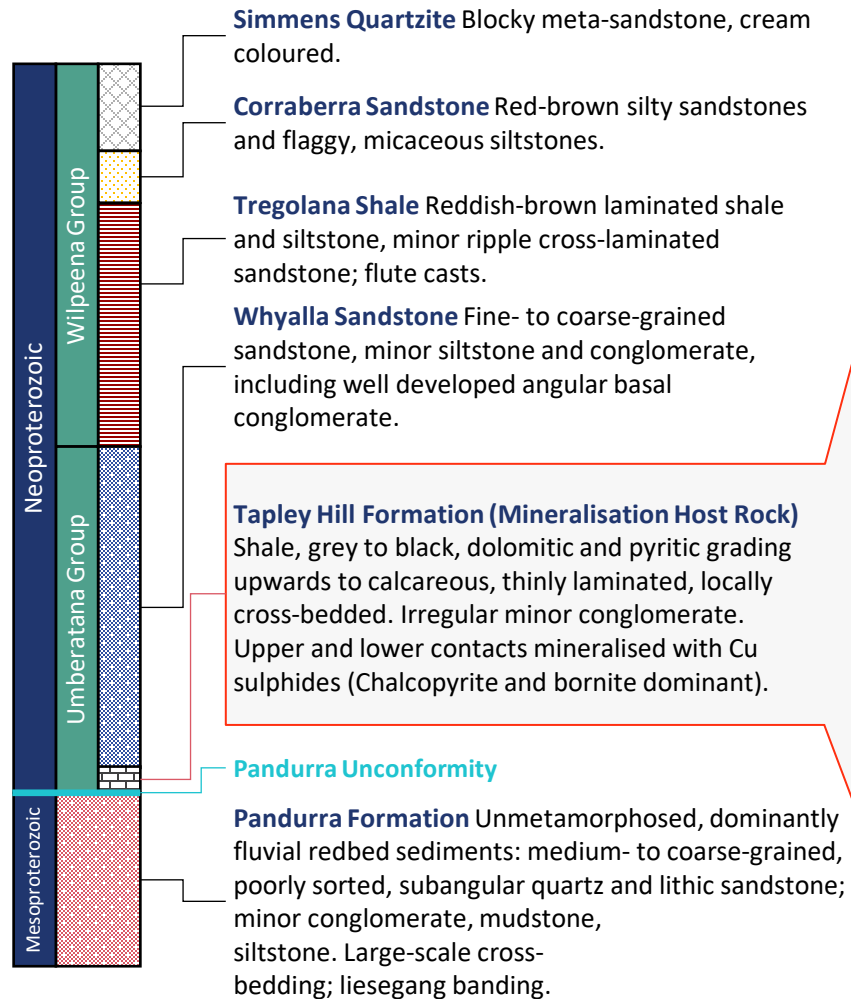 Simmens Quartzite Blocky meta-sandstone, cream
coloured.
Corraberra Sandstone Red-brown silty sandstones
and flaggy, micaceous siltstones.
Tregolana Shale Reddish-brown laminated shale
and siltstone, minor ripple cross-laminated
sandstone; flute casts.
Whyalla Sandstone Fine- to coarse-grained
sandstone, minor siltstone and conglomerate,
including well developed angular basal
conglomerate.
Tapley Hill Formation (Mineralisation Host Rock)
Shale, grey to black, dolomitic and pyritic grading
upwards to calcareous, thinly laminated, locally
cross-bedded. Irregular minor conglomerate.
Upper and lower contacts mineralised with Cu
sulphides (Chalcopyrite and bornite dominant).
Pandurra Unconformity
Pandurra Formation Unmetamorphosed, dominantly
fluvial redbed sediments: medium- to coarse-grained,
poorly sorted, subangular quartz and lithic sandstone;
minor conglomerate, mudstone,
siltstone. Large-scale cross-
bedding; liesegang banding.
Neoproterozoic
Mesoproterozoic
Wilpeena Group
Umberatana Group